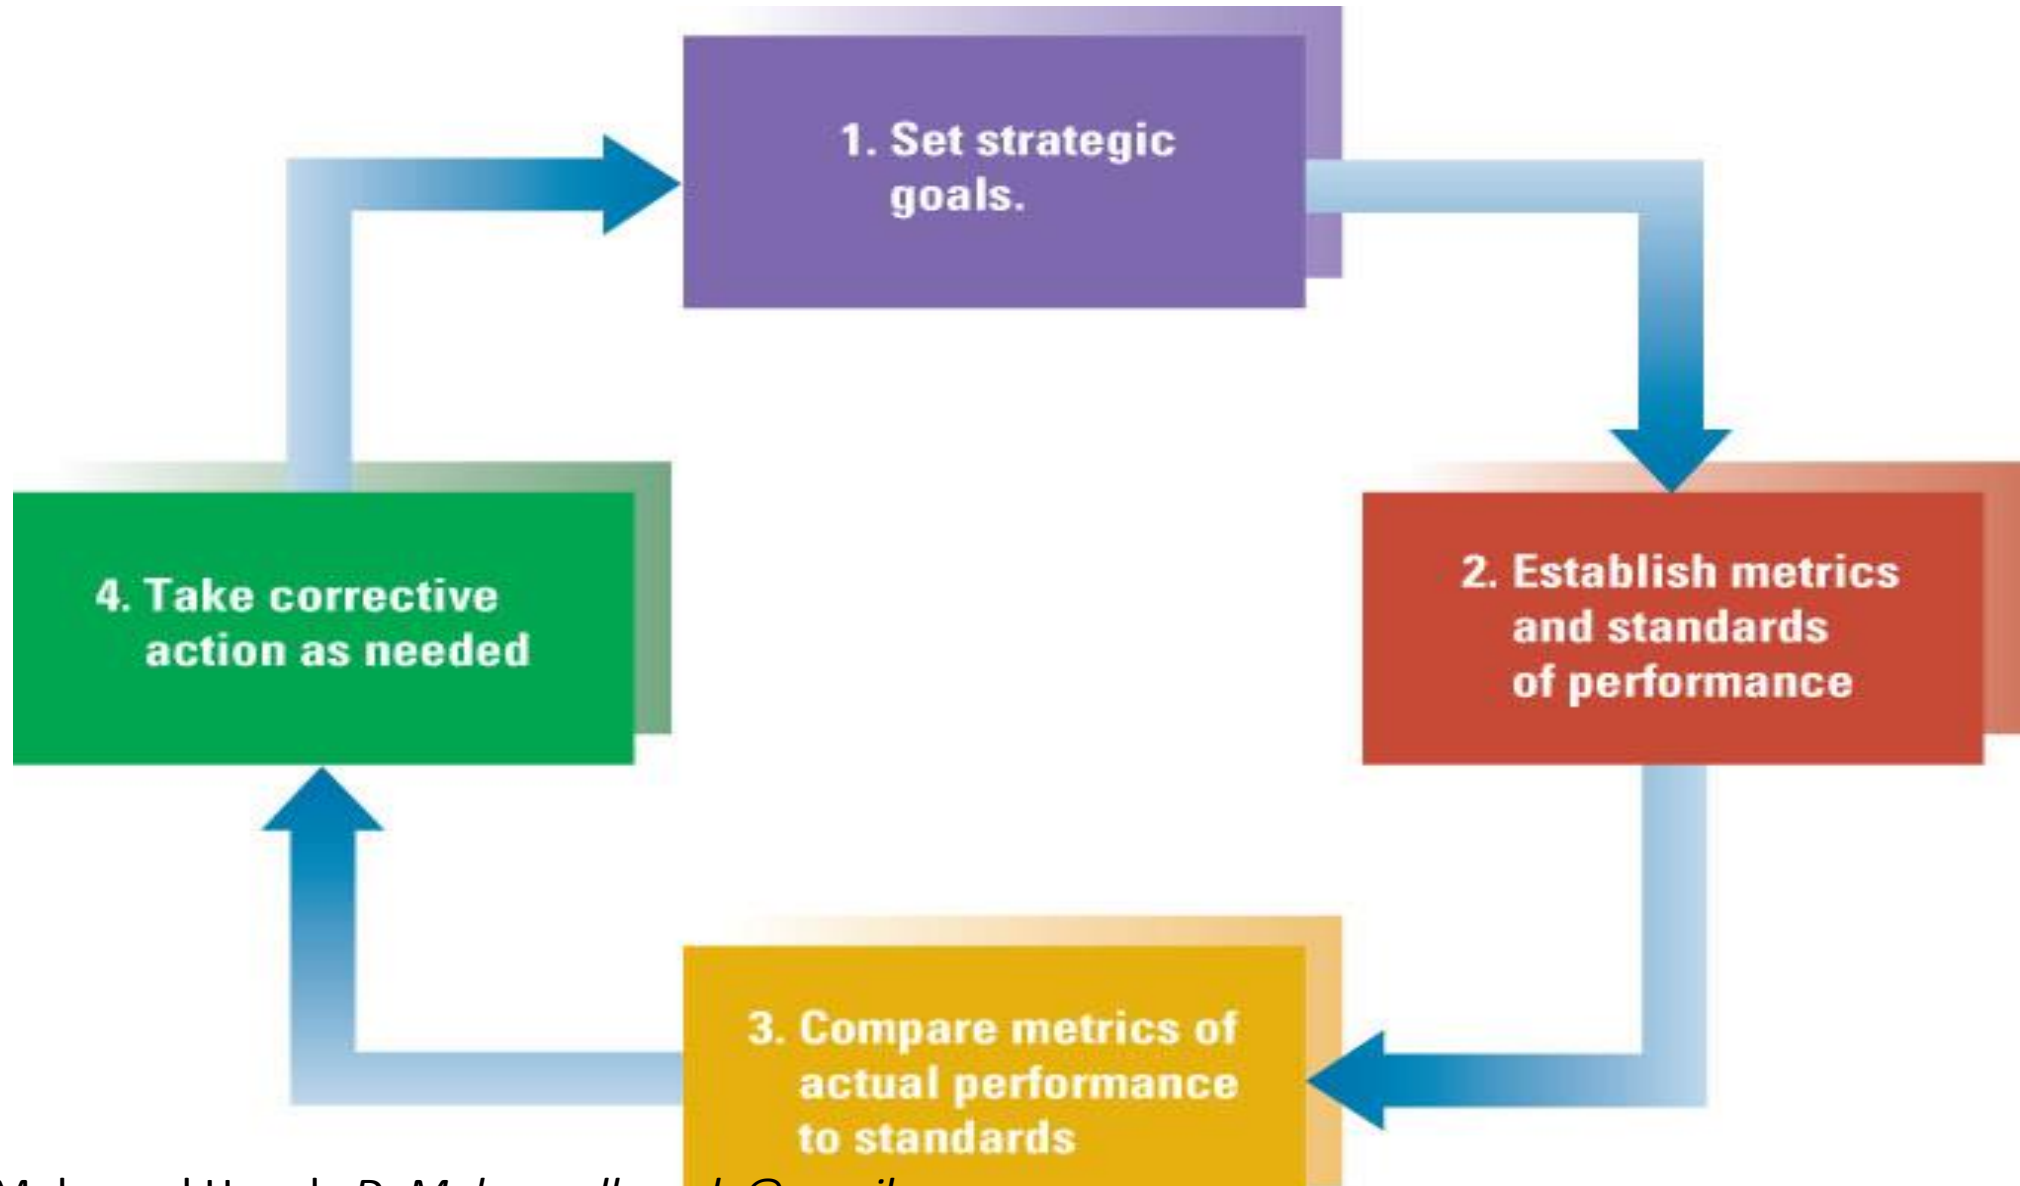 1. Set strategic
goals.
2. Establish metrics
and standards
of performance
3. Compare metrics of
actual performance
to standards
4. Take corrective
action as needed